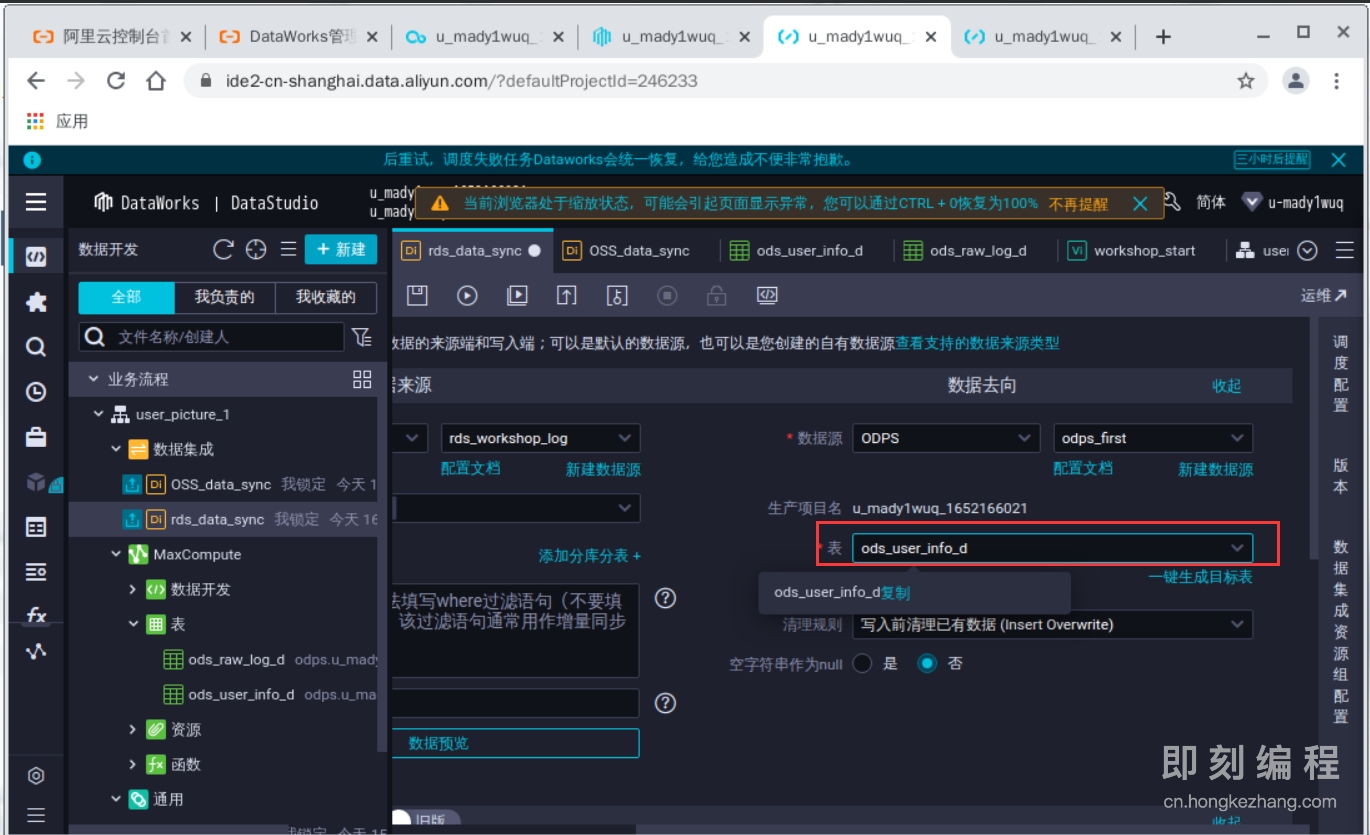 阿里云控制台首 DataWorks管理 u_mady1wuq_1 u_mady1wuq_ u_mady1wuq_1 u_mady1wuq_
ide2-cn-shanghai.data.aliyun.com/?defaultProjectId=246233
应用
后重试，调度失败任务Dataworks会统一恢复，给您造成不便非常抱歉。 三小时后提醒
DataWorks | DataStudio
u_mady
u_mady
当前浏览器处于缩放状态，可能会引起页面显示异常，您可以通过CTRL + 0恢复为100% 不再提醒
简体 u-mady1wuq
数据开发 + 新建
Di rds_data_sync Di OSS_data_sync ods_user_info_d ods_raw_log_d Vi workshop_start user
全部 我负责的 我收藏的
运维
文件名称/创建人
数据的来源端和写入端；可以是默认的数据源，也可以是您创建的自有数据源查看支持的数据来源类型
业务流程
user_picture_1
数据集成
Di OSS_data_sync 我锁定 今天 1
Di rds_data_sync 我锁定 今天 16
MaxCompute
数据开发
表
ods_raw_log_d odps.u_mady
ods_user_info_d odps.u_ma
资源
函数
通用
我锁定 今天 15
据来源
rds_workshop_log
配置文档 新建数据源
添加分库分表 +
法填写where过滤语句（不要填
该过滤语句通常用作增量同步
数据预览
旧版
数据去向 收起
* 数据源 ODPS odps_first
配置文档 新建数据源
生产项目名 u_mady1wuq_1652166021
* 表 ods_user_info_d
一键生成目标表
ods_user_info_d复制
清理规则 写入前清理已有数据 (Insert Overwrite)
空字符串作为null 是 否
收起
调度配置
版本
数据集成资源组配置
即刻编程
cn.hongkezhang.com